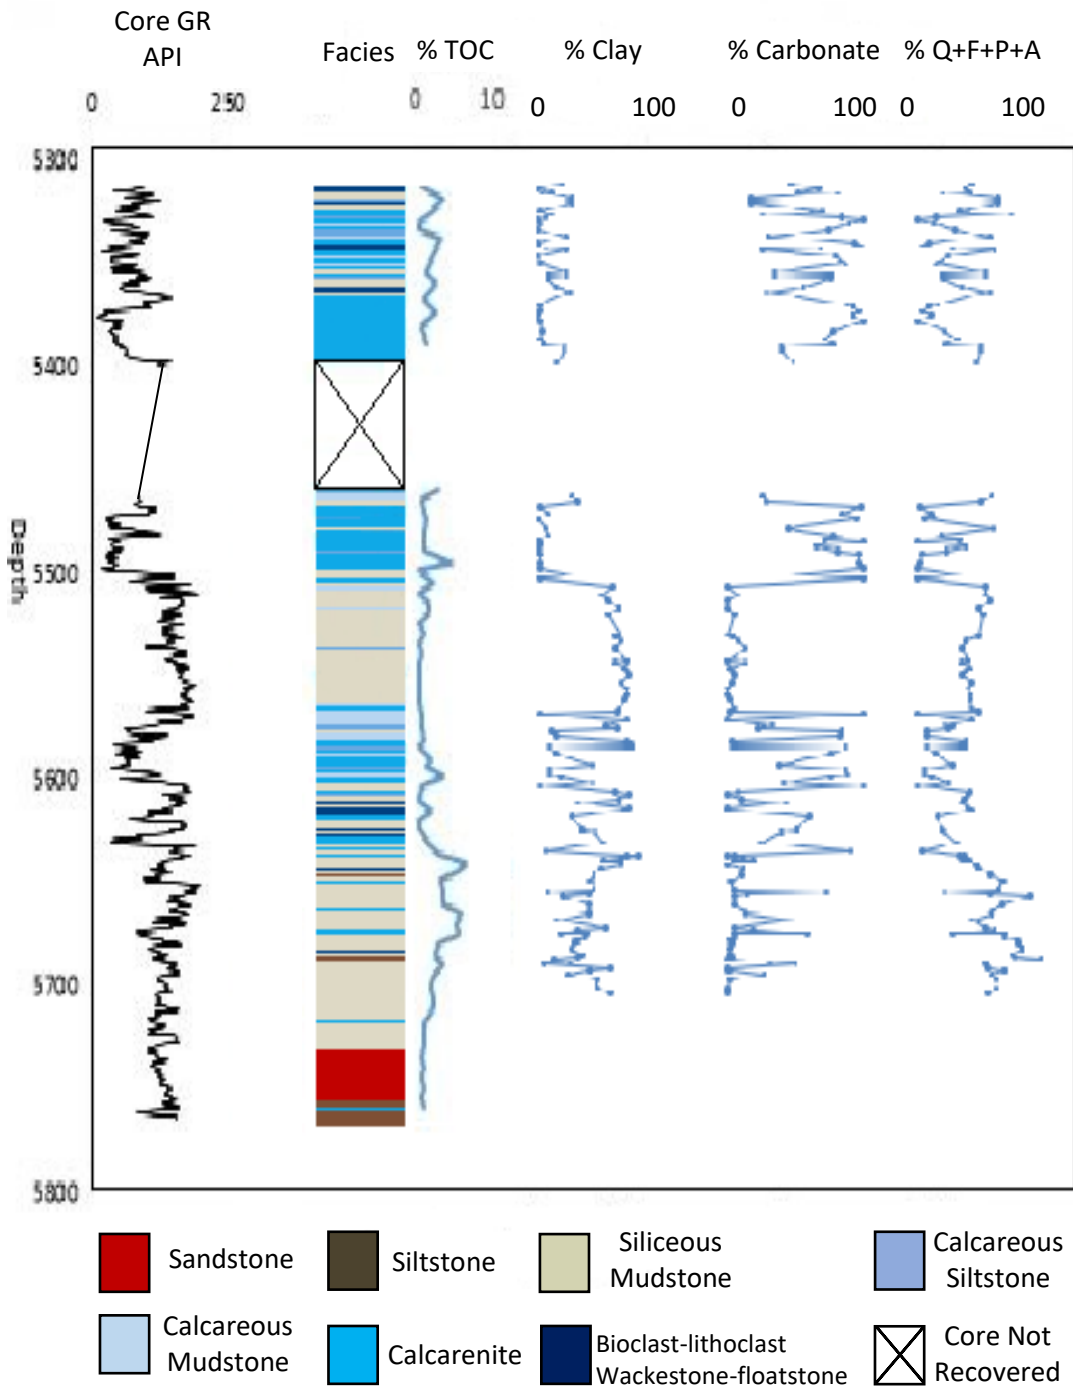 Core GR
API
Facies
% TOC
% Clay
% Carbonate
% Q+F+P+A
0 250
0 10
0 100
0 100
0 100
5300
5400
5500
5600
5700
5800
Depth
Sandstone
Siltstone
Siliceous
Mudstone
Calcareous
Siltstone
Calcareous
Mudstone
Calcarenite
Bioclast-lithoclast
Wackestone-floatstone
Core Not
Recovered